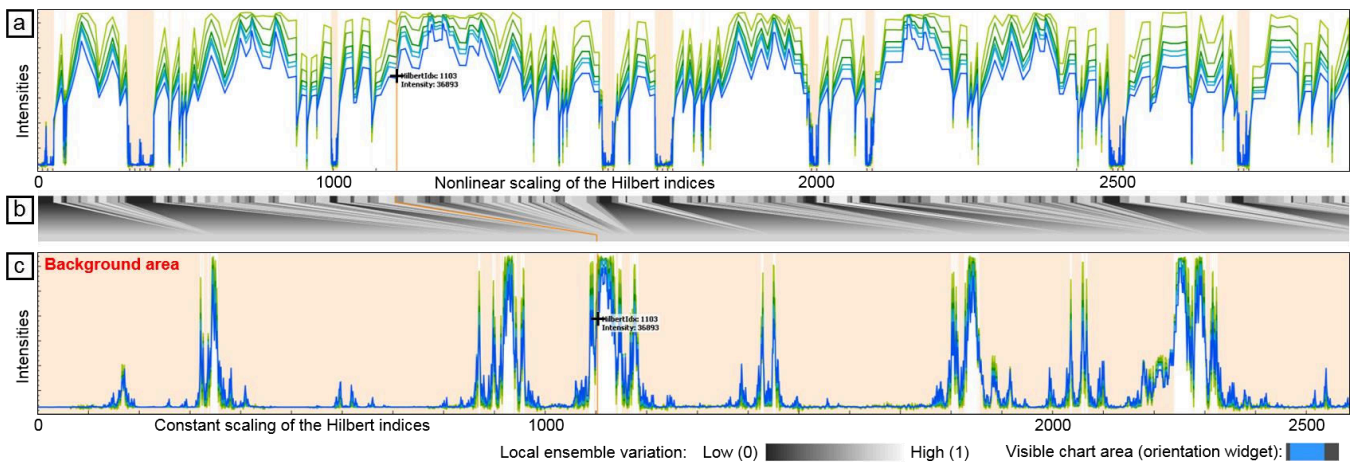 a
Intensities
HilbertIdx: 1103
Intensity: 36893
0 1000 Nonlinear scaling of the Hilbert indices 2000 2500
b
c
Background area
Intensities
HilbertIdx: 1103
Intensity: 36893
0 Constant scaling of the Hilbert indices 1000 2000 2500
Local ensemble variation: Low (0) High (1) Visible chart area (orientation widget):